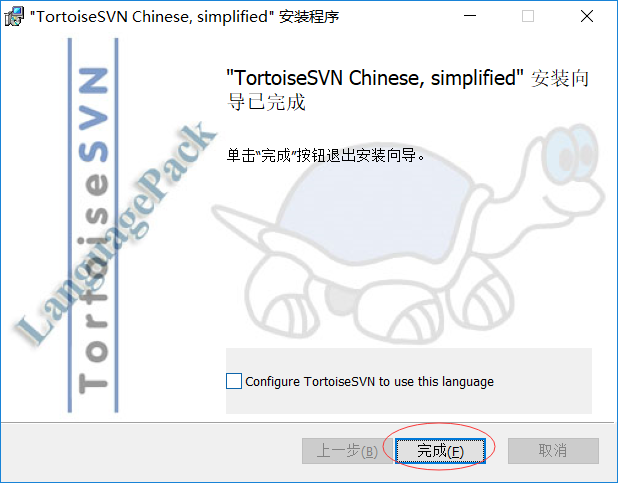 "TortoiseSVN Chinese, simplified" 安装程序
TortoiseSVN
LanguagePack
"TortoiseSVN Chinese, simplified" 安装向
导已完成
单击“完成”按钮退出安装向导。
Configure TortoiseSVN to use this language
上一步(B)
完成(F)
取消